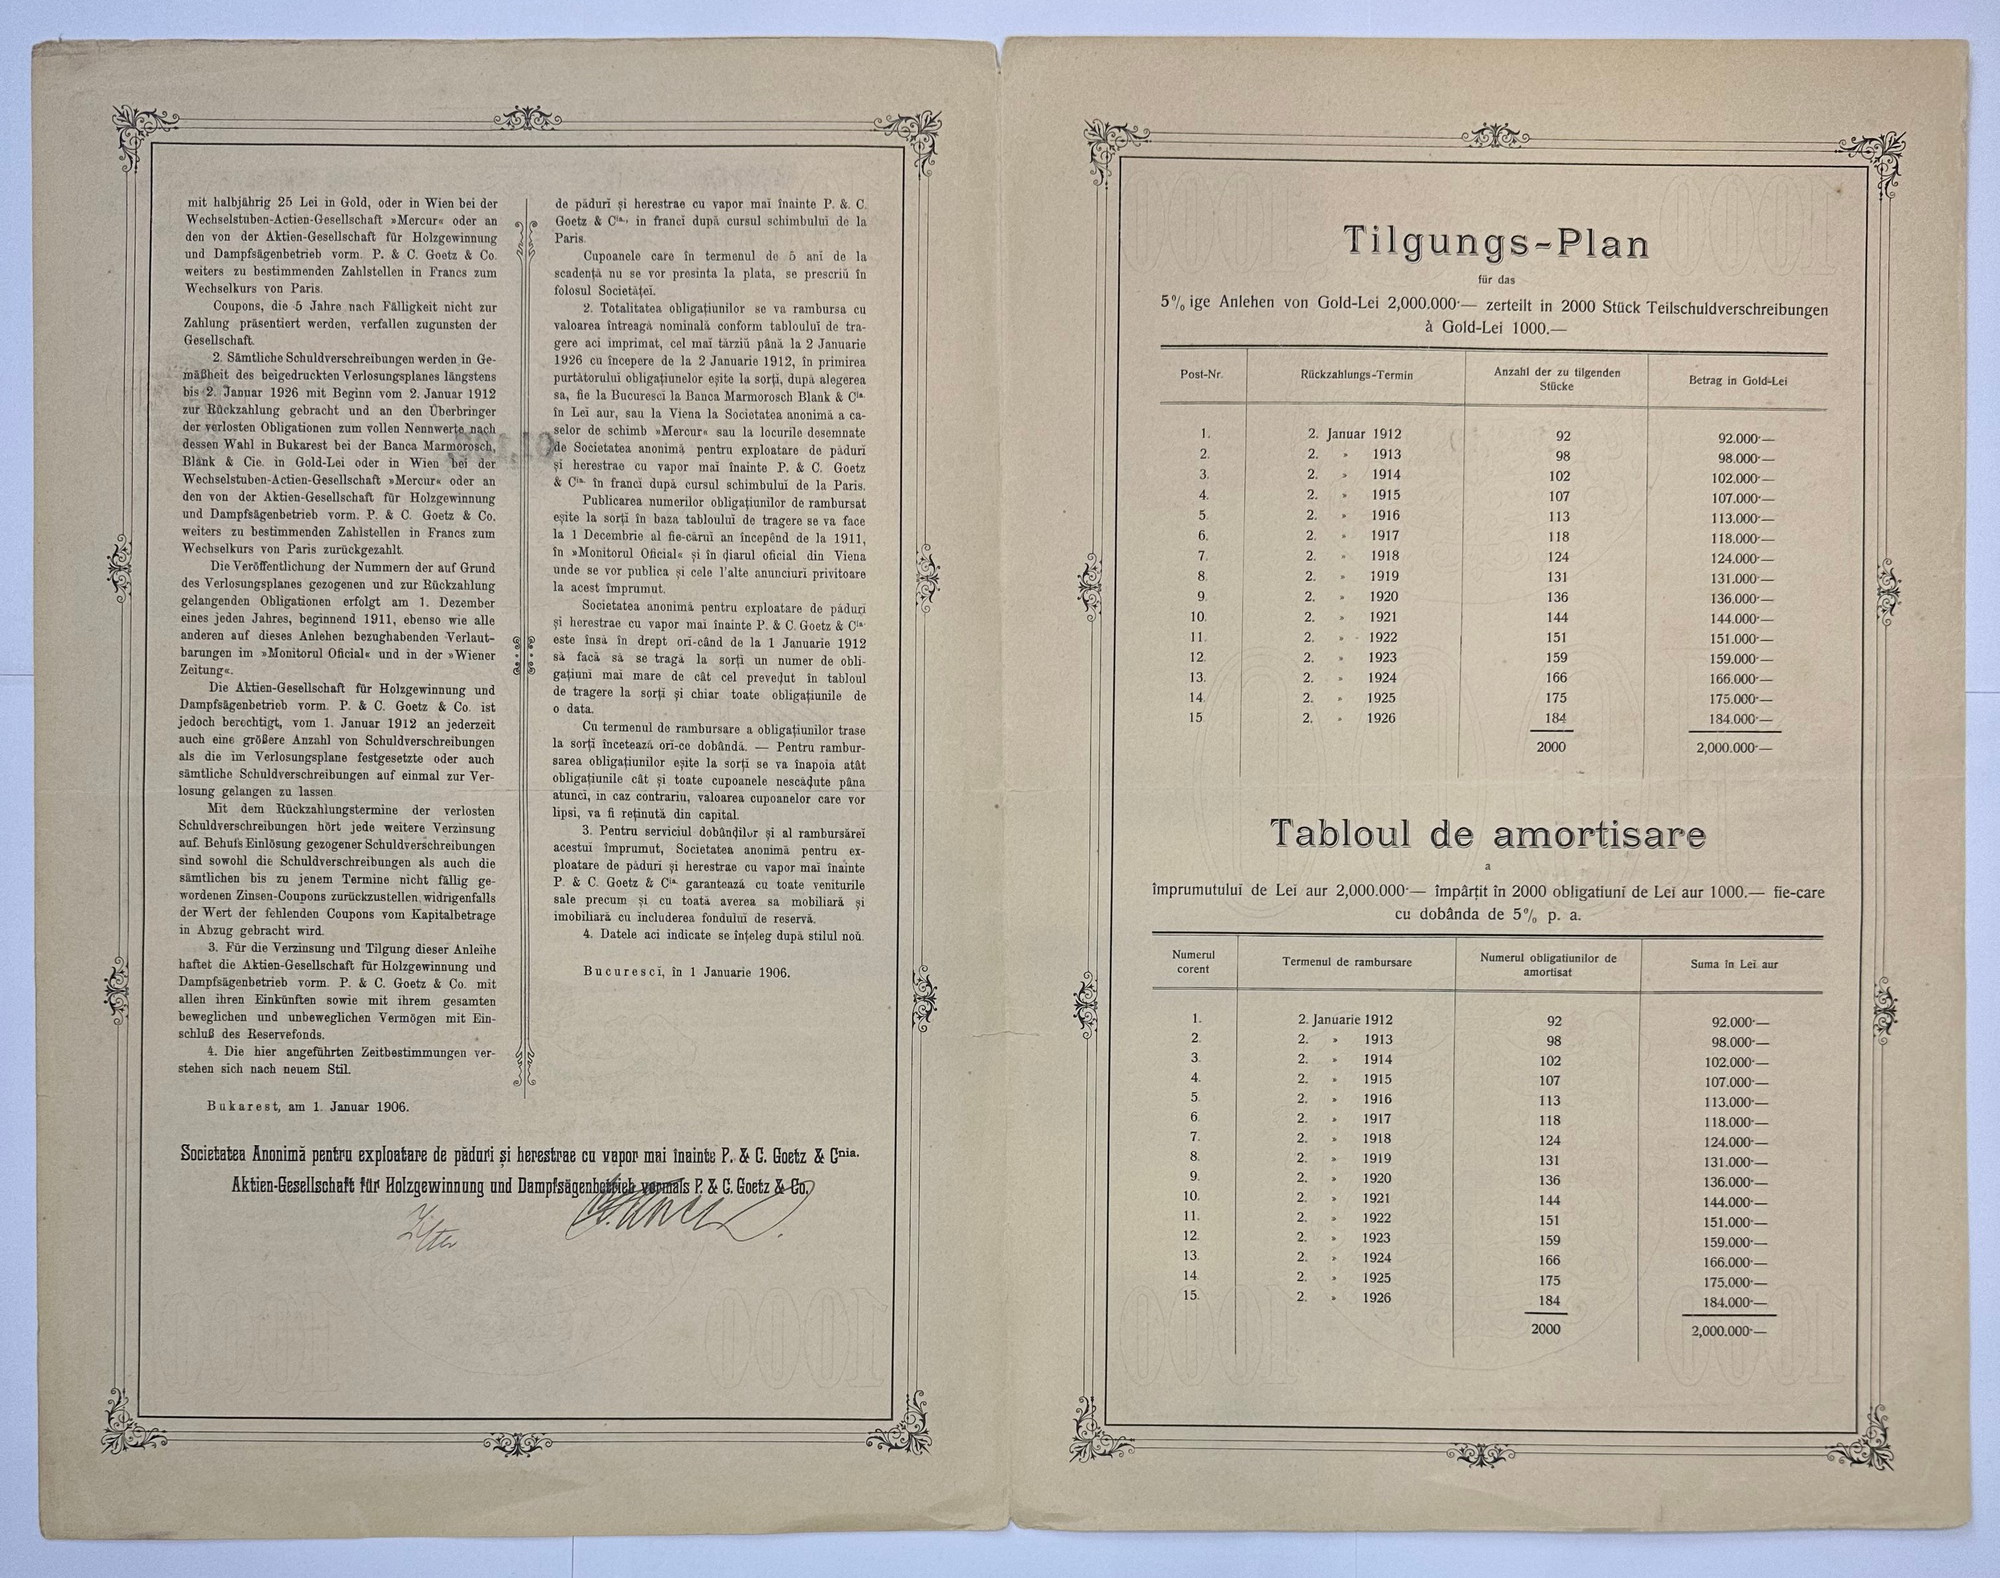 mit halbjährig 25 Lei in Gold, oder in Wien bei der
Wechselstuben-Actien-Gesellschaft »Mercur« oder an
den von der Aktien-Gesellschaft für Holzgewinnung
und Dampfsägenbetrieb vorm. P. & C. Goetz & Co.
weiters zu bestimmenden Zahlstellen in Francs zum
Wechselkurs von Paris.
Coupons, die 5 Jahre nach Fälligkeit nicht zur
Zahlung präsentiert werden, verfallen zugunsten der
Gesellschaft.
2. Sämtliche Schuldverschreibungen werden in Ge-
mäßheit des beigedruckten Verlosungsplanes längstens
bis 2. Januar 1926 mit Beginn vom 2. Januar 1912
zur Rückzahlung gebracht und an den Überbringer
der verlosten Obligationen zum vollen Nennwerte nach
dessen Wahl in Bukarest bei der Banca Marmorosch,
Blank & Cie. in Gold-Lei oder in Wien bei der
Wechselstuben-Actien-Gesellschaft »Mercur« oder an
den von der Aktien-Gesellschaft für Holzgewinnung
und Dampfsägenbetrieb vorm. P. & C. Goetz & Co.
weiters zu bestimmenden Zahlstellen in Francs zum
Wechselkurs von Paris zurückgezahlt.
Die Veröffentlichung der Nummern der auf Grund
des Verlosungsplanes gezogenen und zur Rückzahlung
gelangenden Obligationen erfolgt am 1. Dezember
eines jeden Jahres, beginnend 1911, ebenso wie alle
anderen auf dieses Anlehen bezughabenden Verlaut-
barungen im »Monitorul Oficial« und in der »Wiener
Zeitung«.
Die Aktien-Gesellschaft für Holzgewinnung und
Dampfsägenbetrieb vorm. P. & C. Goetz & Co. ist
jedoch berechtigt, vom 1. Januar 1912 an jederzeit
auch eine größere Anzahl von Schuldverschreibungen
als die im Verlosungsplane festgesetzte oder auch
sämtliche Schuldverschreibungen auf einmal zur Ver-
losung gelangen zu lassen.
Mit dem Rückzahlungstermine der verlosten
Schuldverschreibungen hört jede weitere Verzinsung
auf. Behufs Einlösung gezogener Schuldverschreibungen
sind sowohl die Schuldverschreibungen als auch die
sämtlichen bis zu jenem Termine nicht fällig ge-
wordenen Zinsen-Coupons zurückzustellen, widrigenfalls
der Wert der fehlenden Coupons vom Kapitalbetrage
in Abzug gebracht wird.
3. Für die Verzinsung und Tilgung dieser Anleihe
haftet die Aktien-Gesellschaft für Holzgewinnung und
Dampfsägenbetrieb vorm. P. & C. Goetz & Co. mit
allen ihren Einkünften sowie mit ihrem gesamten
beweglichen und unbeweglichen Vermögen mit Ein-
schluß des Reservefonds.
4. Die hier angeführten Zeitbestimmungen ver-
stehen sich nach neuem Stil.
Bukarest, am 1. Januar 1906.
de păduri și herestrae cu vapor mai înainte P. &. C.
Goetz & Cia. in franci după cursul schimbului de la
Paris.
Cupoanele care în termenul de 5 ani de la
scadență nu se vor presinta la plata, se prescriŭ în
folosul Societăței.
2. Totalitatea obligațiunilor se va rambursa cu
valoarea întreagă nominală conform tabloului de tra-
gere aci imprimat, cel mai târziŭ până la 2 Januarie
1926 cu începere de la 2 Januarie 1912, în primirea
purtătorului obligațiunelor eșite la sorți, după alegerea
sa, fie la Bucuresci la Banca Marmorosch Blank & Cia.
în Lei aur, sau la Viena la Societatea anonimă a ca-
selor de schimb »Mercur« sau la locurile desemnate
de Societatea anonimă pentru exploatare de păduri
și herestrae cu vapor mai înainte P. & C. Goetz
& Cia. în franci după cursul schimbului de la Paris.
Publicarea numerilor obligațiunilor de rambursat
eșite la sorți în baza tabloului de tragere se va face
la 1 Decembrie al fie-cărui an începênd de la 1911,
în »Monitorul Oficial« și în diarul oficial din Viena
unde se vor publica și cele l'alte anunciuri privitoare
la acest împrumut.
Societatea anonimă pentru exploatare de păduri
și herestrae cu vapor mai înainte P. & C. Goetz & Cia.
este însă în drept ori-când de la 1 Januarie 1912
să facă să se tragă la sorți un numer de obli-
gațiuni mai mare de cât cel prevedut în tabloul
de tragere la sorți și chiar toate obligațiunile de
o data.
Cu termenul de rambursare a obligațiunilor trase
la sorți încetează ori-ce dobândă. — Pentru rambur-
sarea obligațiunilor eșite la sorți se va înapoia atât
obligațiunile cât și toate cupoanele nescădute pâna
atunci, in caz contrariu, valoarea cupoanelor care vor
lipsi, va fi reținută din capital.
3. Pentru serviciul dobândilor și al rambursărei
acestui împrumut, Societatea anonimă pentru ex-
ploatare de păduri și herestrae cu vapor mai înainte
P. & C. Goetz & Cia. garantează cu toate veniturile
sale precum și cu toată averea sa mobiliară și
imobiliară cu includerea fondului de reservă.
4. Datele aci indicate se înțeleg după stilul noŭ.
Bucuresci, în 1 Januarie 1906.
Societatea Anonimă pentru exploatare de păduri și herestrae cu vapor mai înainte P. & C. Goetz & Cnia.
Aktien-Gesellschaft für Holzgewinnung und Dampfsägenbetrieb vormals P. & C. Goetz & Co.
Tilgungs-Plan
für das
5%ige Anlehen von Gold-Lei 2,000.000·— zerteilt in 2000 Stück Teilschuldverschreibungen
à Gold-Lei 1000.—
Post-Nr. Rückzahlungs-Termin Anzahl der zu tilgenden Stücke Betrag in Gold-Lei
1. 2. Januar 1912 92 92.000·—
2. 2. » 1913 98 98.000·—
3. 2. » 1914 102 102.000·—
4. 2. » 1915 107 107.000·—
5. 2. » 1916 113 113.000·—
6. 2. » 1917 118 118.000·—
7. 2. » 1918 124 124.000·—
8. 2. » 1919 131 131.000·—
9. 2. » 1920 136 136.000·—
10. 2. » 1921 144 144.000·—
11. 2. » 1922 151 151.000·—
12. 2. » 1923 159 159.000·—
13. 2. » 1924 166 166.000·—
14. 2. » 1925 175 175.000·—
15 2. » 1926 184 184.000·—
2000 2,000.000·—
Tabloul de amortisare
a
împrumutului de Lei aur 2,000.000·— împărțit în 2000 obligatiuni de Lei aur 1000.— fie-care
cu dobânda de 5% p. a.
Numerul corent Termenul de rambursare Numerul obligatiunilor de amortisat Suma în Lei aur
1. 2. Januarie 1912 92 92.000·—
2. 2. » 1913 98 98.000·—
3. 2. » 1914 102 102.000·—
4. 2. » 1915 107 107.000·—
5. 2. » 1916 113 113.000·—
6. 2. » 1917 118 118.000·—
7. 2. » 1918 124 124.000·—
8. 2. » 1919 131 131.000·—
9. 2. » 1920 136 136.000·—
10. 2. » 1921 144 144.000·—
11. 2. » 1922 151 151.000·—
12. 2. » 1923 159 159.000·—
13. 2. » 1924 166 166.000·—
14. 2. » 1925 175 175.000·—
15. 2. » 1926 184 184.000·—
2000 2,000.000·—